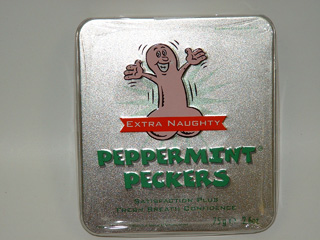 EXTRA NAUGHTY
PEPPERMINT
PECKERS
SATISFACTION PLUS
FRESH BREATH CONFIDENCE